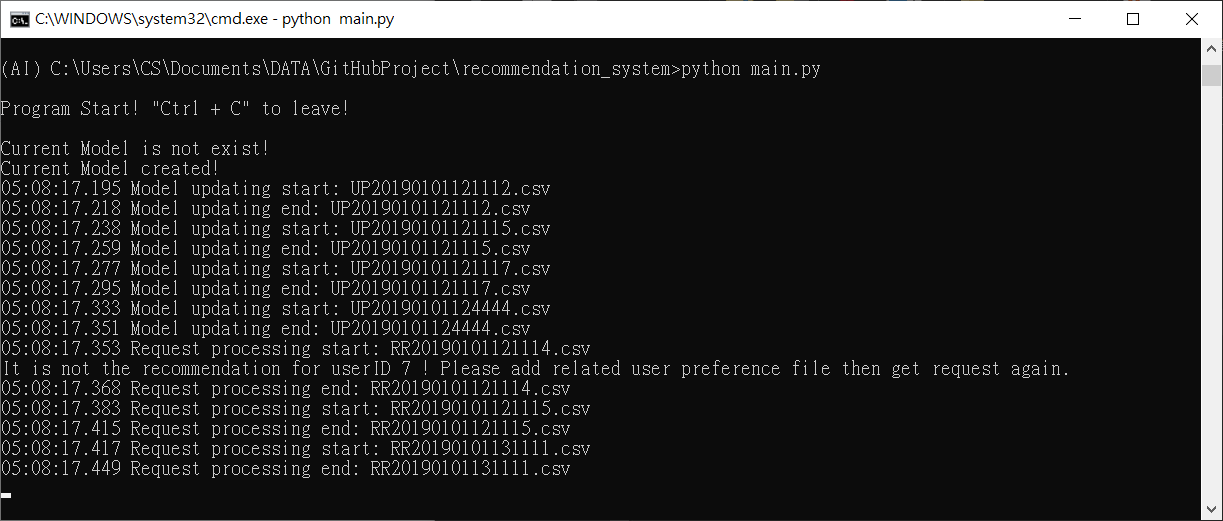 C:\WINDOWS\system32\cmd.exe - python  main.py
(AI) C:\Users\CS\Documents\DATA\GitHubProject\recommendation_system>python main.py
Program Start! "Ctrl + C" to leave!
Current Model is not exist!
Current Model created!
05:08:17.195 Model updating start: UP20190101121112.csv
05:08:17.218 Model updating end: UP20190101121112.csv
05:08:17.238 Model updating start: UP20190101121115.csv
05:08:17.259 Model updating end: UP20190101121115.csv
05:08:17.277 Model updating start: UP20190101121117.csv
05:08:17.295 Model updating end: UP20190101121117.csv
05:08:17.333 Model updating start: UP20190101124444.csv
05:08:17.351 Model updating end: UP20190101124444.csv
05:08:17.353 Request processing start: RR20190101121114.csv
It is not the recommendation for userID 7 ! Please add related user preference file then get request again.
05:08:17.368 Request processing end: RR20190101121114.csv
05:08:17.383 Request processing start: RR20190101121115.csv
05:08:17.415 Request processing end: RR20190101121115.csv
05:08:17.417 Request processing start: RR20190101131111.csv
05:08:17.449 Request processing end: RR20190101131111.csv